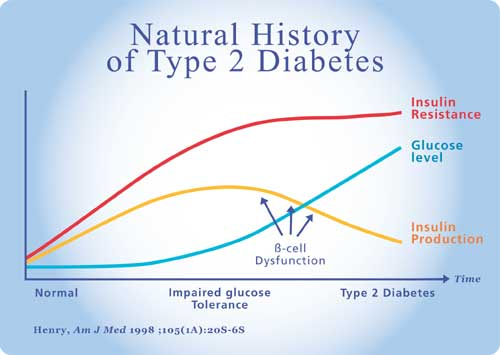 Natural History
of Type 2 Diabetes
Insulin
Resistance
Glucose
level
ß-cell
Dysfunction
Insulin
Production
Time
Normal
Impaired glucose
Tolerance
Type 2 Diabetes
Henry, Am J Med 1998 ;105(1A):20S-6S